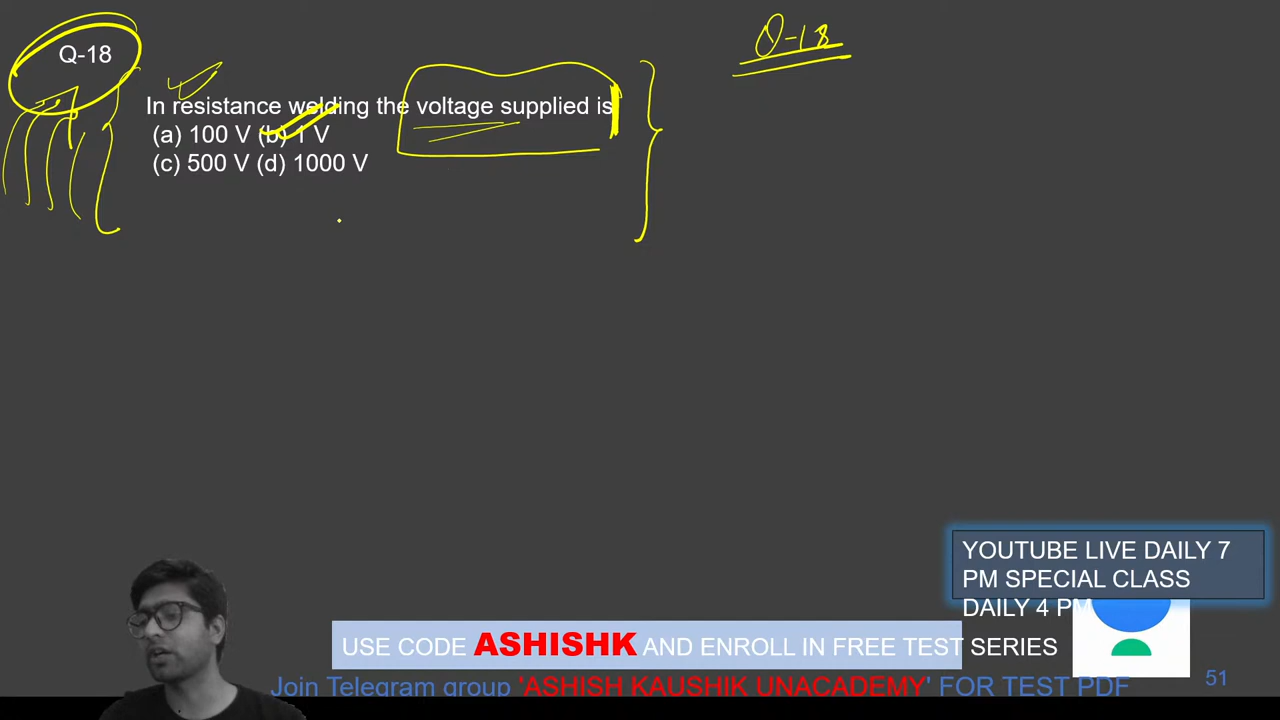 Q-18
Q-18
In resistance welding the voltage supplied is
(a) 100 V (b) 1 V
(c) 500 V (d) 1000 V
YOUTUBE LIVE DAILY 7
PM SPECIAL CLASS
DAILY 4 PM
USE CODE ASHISHK AND ENROLL IN FREE TEST SERIES
Join Telegram group 'ASHISH KAUSHIK UNACADEMY' FOR TEST PDF
51